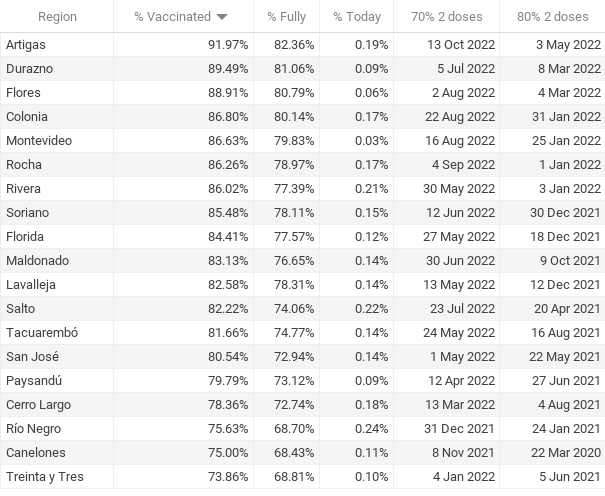 Region % Vaccinated % Fully % Today 70% 2 doses 80% 2 doses
Artigas 91.97% 82.36% 0.19% 13 Oct 2022 3 May 2022
Durazno 89.49% 81.06% 0.09% 5 Jul 2022 8 Mar 2022
Flores 88.91% 80.79% 0.06% 2 Aug 2022 4 Mar 2022
Colonia 86.80% 80.14% 0.17% 22 Aug 2022 31 Jan 2022
Montevideo 86.63% 79.83% 0.03% 16 Aug 2022 25 Jan 2022
Rocha 86.26% 78.97% 0.17% 4 Sep 2022 1 Jan 2022
Rivera 86.02% 77.39% 0.21% 30 May 2022 3 Jan 2022
Soriano 85.48% 78.11% 0.15% 12 Jun 2022 30 Dec 2021
Florida 84.41% 77.57% 0.12% 27 May 2022 18 Dec 2021
Maldonado 83.13% 76.65% 0.14% 30 Jun 2022 9 Oct 2021
Lavalleja 82.58% 78.31% 0.14% 13 May 2022 12 Dec 2021
Salto 82.22% 74.06% 0.22% 23 Jul 2022 20 Apr 2021
Tacuarembó 81.66% 74.77% 0.14% 24 May 2022 16 Aug 2021
San José 80.54% 72.94% 0.14% 1 May 2022 22 May 2021
Paysandú 79.79% 73.12% 0.09% 12 Apr 2022 27 Jun 2021
Cerro Largo 78.36% 72.74% 0.18% 13 Mar 2022 4 Aug 2021
Río Negro 75.63% 68.70% 0.24% 31 Dec 2021 24 Jan 2021
Canelones 75.00% 68.43% 0.11% 8 Nov 2021 22 Mar 2020
Treinta y Tres 73.86% 68.81% 0.10% 4 Jan 2022 5 Jun 2021